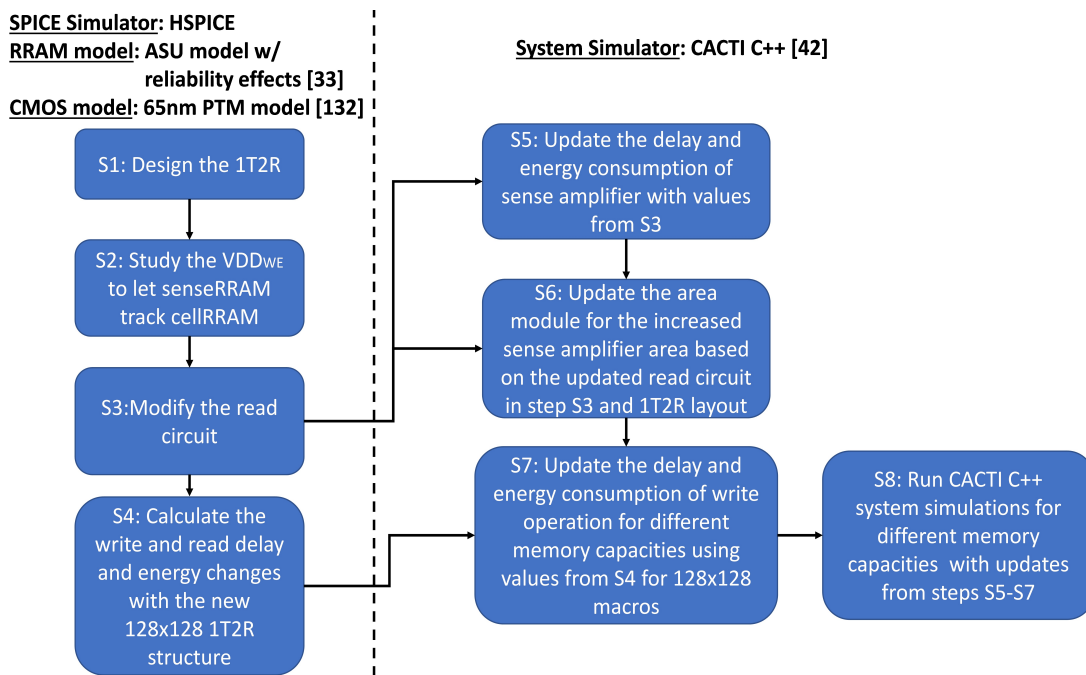 SPICE Simulator: HSPICE
RRAM model: ASU model w/
reliability effects [33]
CMOS model: 65nm PTM model [132]
System Simulator: CACTI C++ [42]
S1: Design the 1T2R
S2: Study the VDDWE
to let senseRRAM
track cellRRAM
S3:Modify the read
circuit
S4: Calculate the
write and read delay
and energy changes
with the new
128x128 1T2R
structure
S5: Update the delay and
energy consumption of
sense amplifier with values
from S3
S6: Update the area
module for the increased
sense amplifier area based
on the updated read circuit
in step S3 and 1T2R layout
S7: Update the delay and
energy consumption of write
operation for different
memory capacities using
values from S4 for 128x128
macros
S8: Run CACTI C++
system simulations for
different memory
capacities with updates
from steps S5-S7